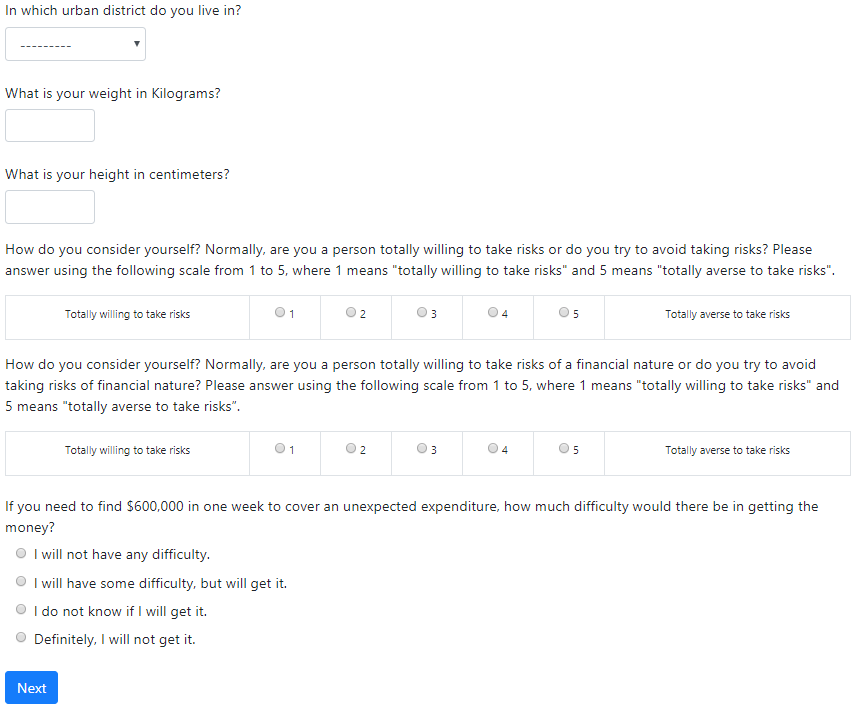 In which urban district do you live in?
---------
What is your weight in Kilograms?
What is your height in centimeters?
How do you consider yourself? Normally, are you a person totally willing to take risks or do you try to avoid taking risks? Please
answer using the following scale from 1 to 5, where 1 means "totally willing to take risks" and 5 means "totally averse to take risks".
Totally willing to take risks 1 2 3 4 5 Totally averse to take risks
How do you consider yourself? Normally, are you a person totally willing to take risks of a financial nature or do you try to avoid
taking risks of financial nature? Please answer using the following scale from 1 to 5, where 1 means "totally willing to take risks" and
5 means "totally averse to take risks".
Totally willing to take risks 1 2 3 4 5 Totally averse to take risks
If you need to find $600,000 in one week to cover an unexpected expenditure, how much difficulty would there be in getting the
money?
I will not have any difficulty.
I will have some difficulty, but will get it.
I do not know if I will get it.
Definitely, I will not get it.
Next